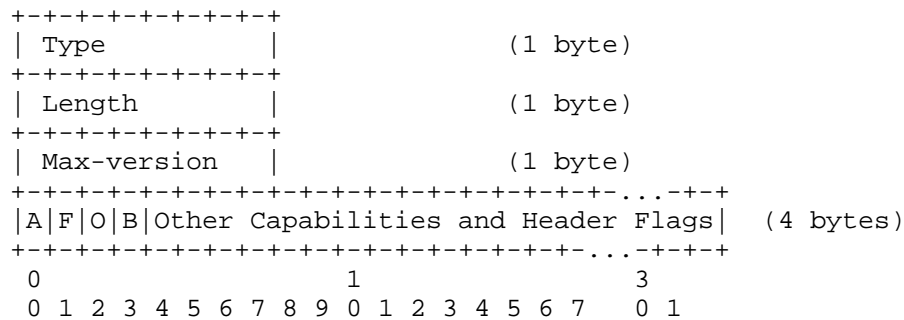 +-+-+-+-+-+-+-+-+
| Type          |              (1 byte)
+-+-+-+-+-+-+-+-+
| Length        |              (1 byte)
+-+-+-+-+-+-+-+-+
| Max-version   |              (1 byte)
+-+-+-+-+-+-+-+-+-+-+-+-+-+-+-+-+-+-+-...-+-+
|A|F|O|B|Other Capabilities and Header Flags|  (4 bytes)
+-+-+-+-+-+-+-+-+-+-+-+-+-+-+-+-+-+-...-+-+-+
 0                   1                3
 0 1 2 3 4 5 6 7 8 9 0 1 2 3 4 5 6 7  0 1